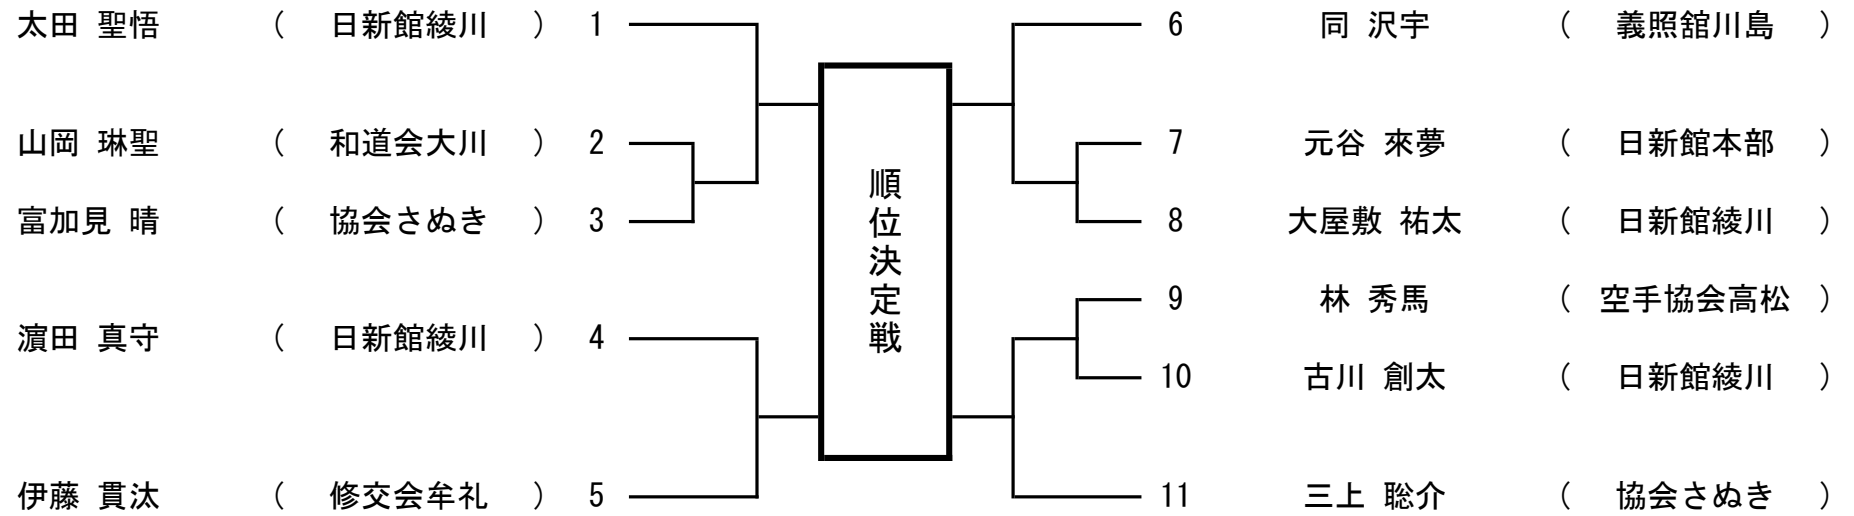 太田 聖悟 ( 日新館綾川 ) 1
山岡 琳聖 ( 和道会大川 ) 2
富加見 晴 ( 協会さぬき ) 3
濵田 真守 ( 日新館綾川 ) 4
伊藤 貫汰 ( 修交会牟礼 ) 5
順位決定戦
6 同 沢宇 ( 義照舘川島 )
7 元谷 來夢 ( 日新館本部 )
8 大屋敷 祐太 ( 日新館綾川 )
9 林 秀馬 ( 空手協会高松 )
10 古川 創太 ( 日新館綾川 )
11 三上 聡介 ( 協会さぬき )